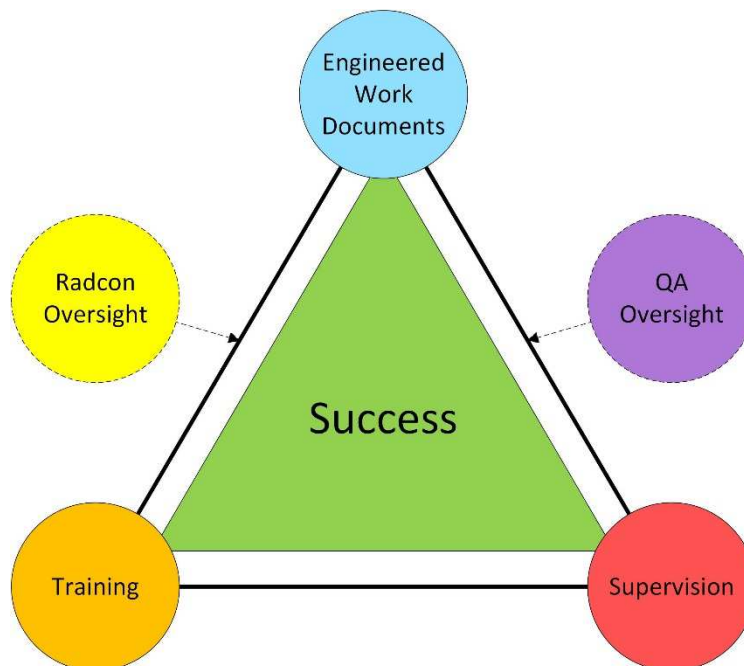 Engineered
Work
Documents
Radcon
Oversight
QA
Oversight
Success
Training
Supervision